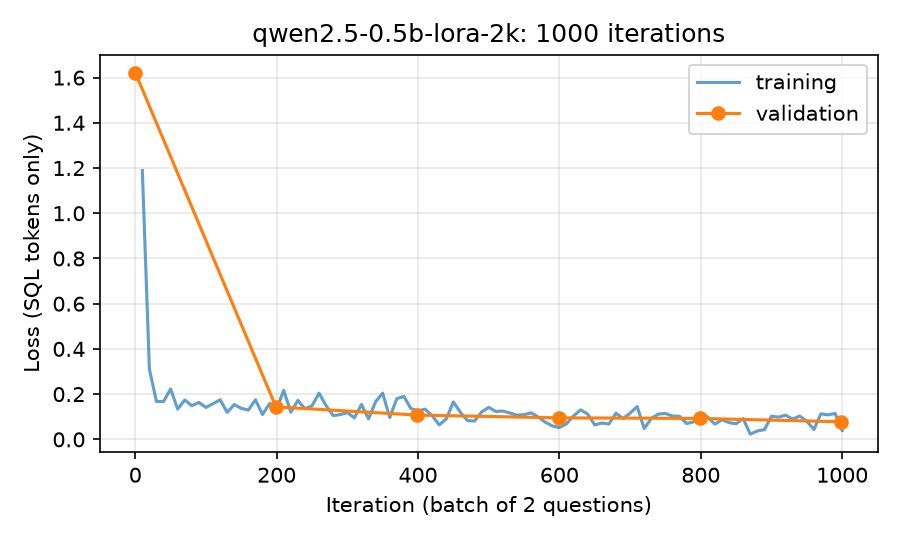 qwen2.5-0.5b-lora-2k: 1000 iterations
training
validation
Loss (SQL tokens only)
1.6
1.4
1.2
1.0
0.8
0.6
0.4
0.2
0.0
0 200 400 600 800 1000
Iteration (batch of 2 questions)